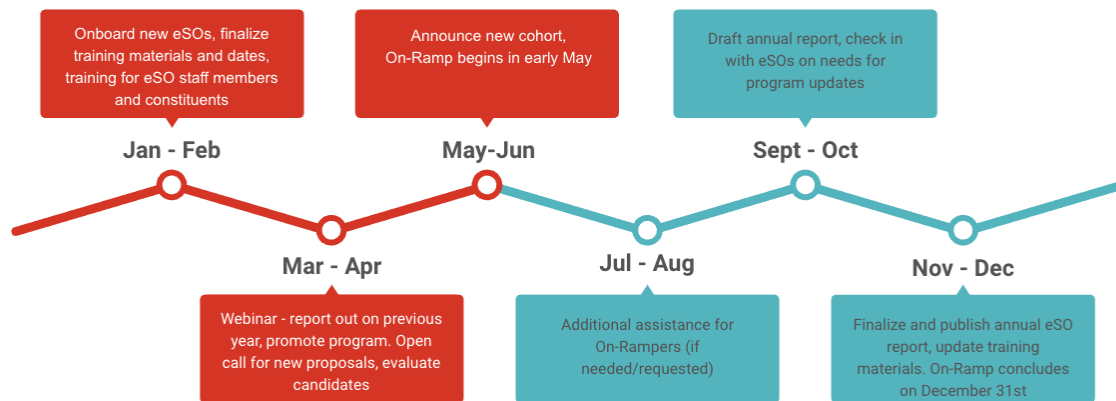 Onboard new eSOs, finalize
training materials and dates,
training for eSO staff members
and constituents
Jan - Feb
Mar - Apr
Webinar - report out on previous
year, promote program. Open
call for new proposals, evaluate
candidates
Announce new cohort,
On-Ramp begins in early May
May-Jun
Jul - Aug
Additional assistance for
On-Rampers (if
needed/requested)
Draft annual report, check in
with eSOs on needs for
program updates
Sept - Oct
Nov - Dec
Finalize and publish annual eSO
report, update training
materials. On-Ramp concludes
on December 31st